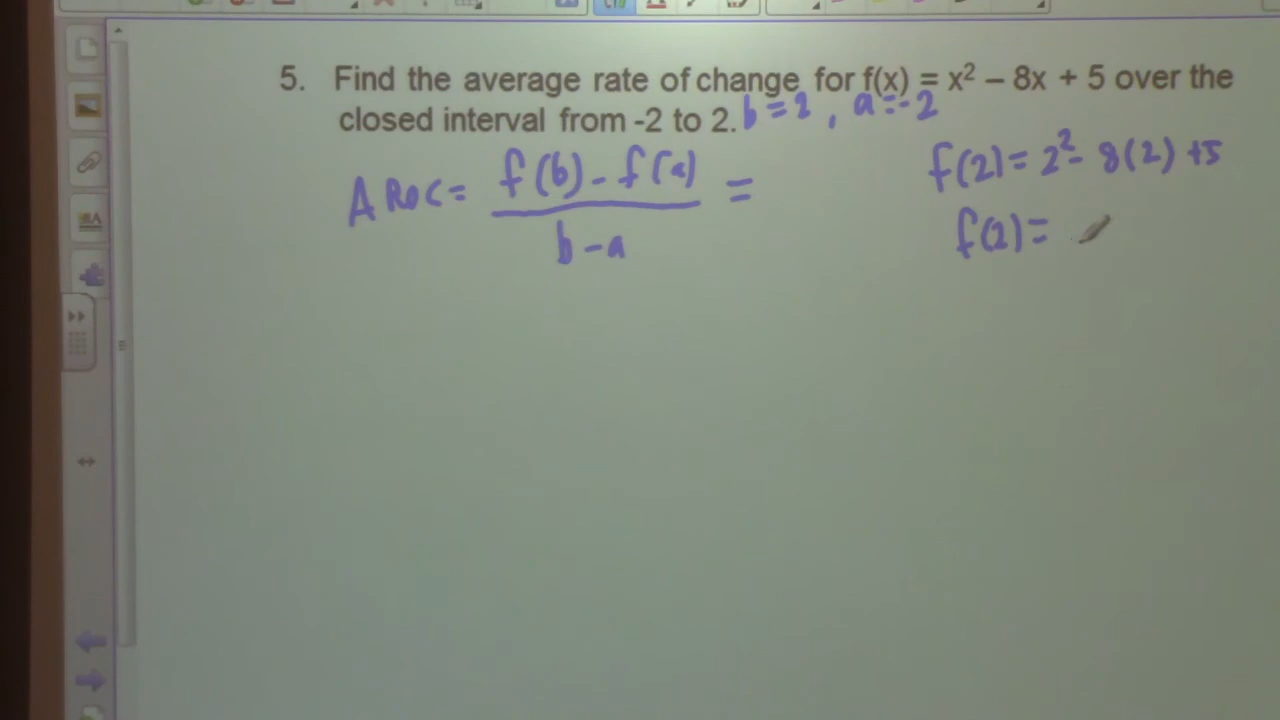 5. Find the average rate of change for f(x) = x² – 8x + 5 over the
closed interval from -2 to 2. b = 2 , a = -2
A ROC = f(b) - f(a) =
b - a
f(2) = 2² - 8(2) + 5
f(2) =